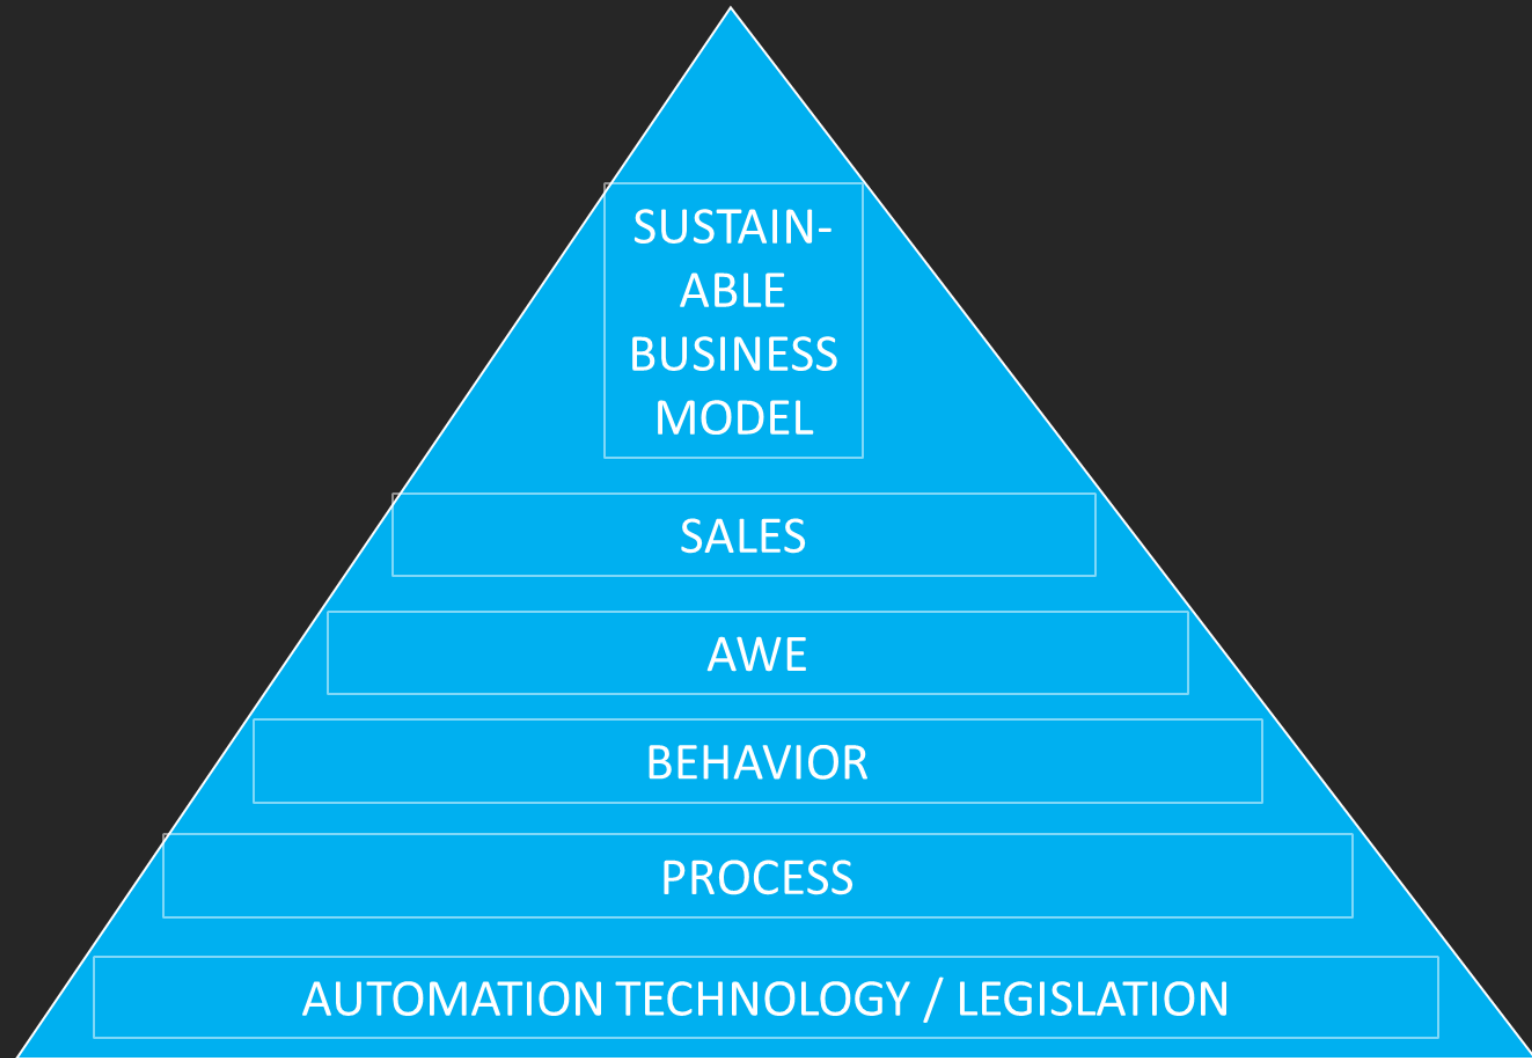 SUSTAIN-
ABLE
BUSINESS
MODEL
SALES
AWE
BEHAVIOR
PROCESS
AUTOMATION TECHNOLOGY / LEGISLATION